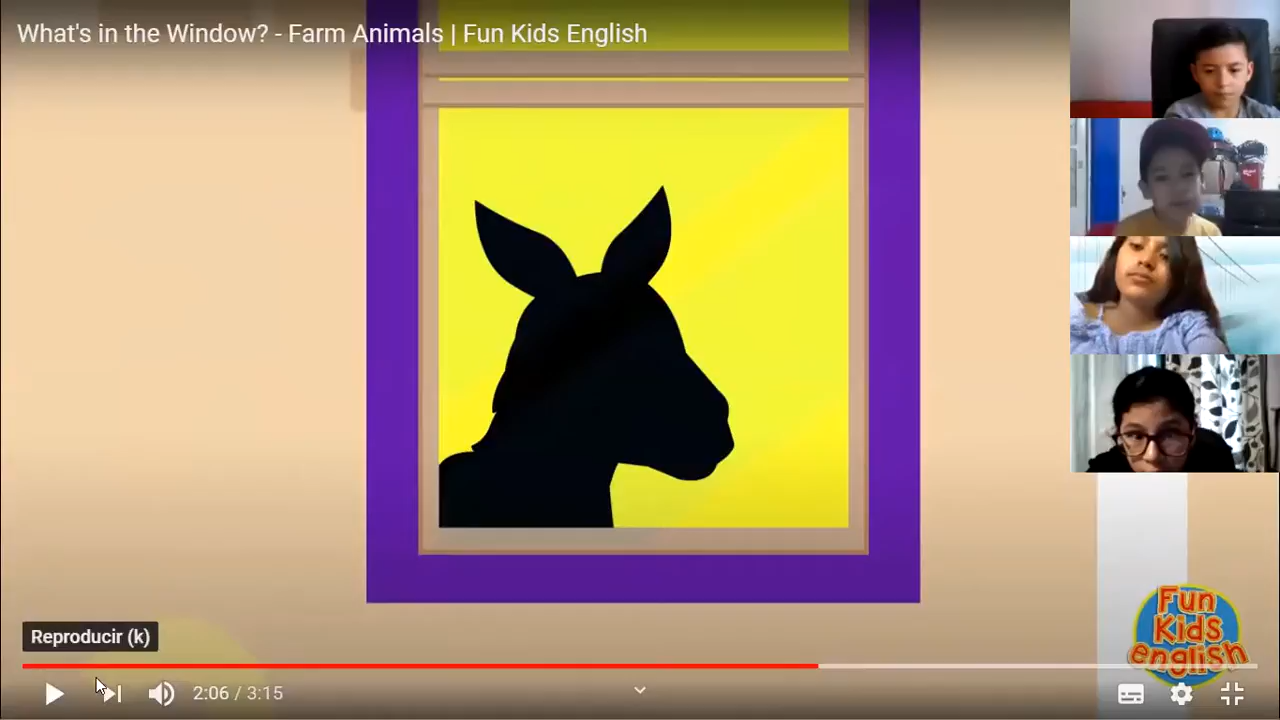 What's in the Window? - Farm Animals | Fun Kids English
Fun
Kids
english
Reproducir (k)
2:06 / 3:15